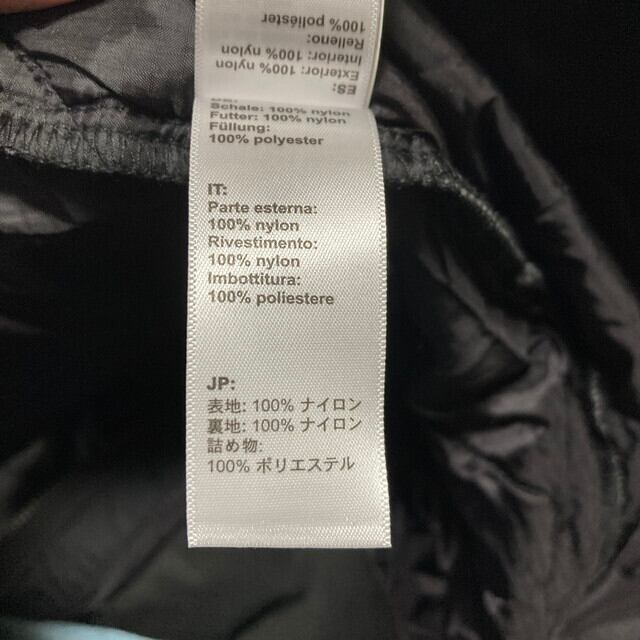 ES:
Exterior: 100% nylon
Interior: 100% nylon
Relleno:
100% poliéster
Schale: 100% nylon
Futter: 100% nylon
Füllung:
100% polyester
IT:
Parte esterna:
100% nylon
Rivestimento:
100% nylon
Imbottitura:
100% poliestere
JP:
表地: 100% ナイロン
裏地: 100% ナイロン
詰め物:
100% ポリエステル